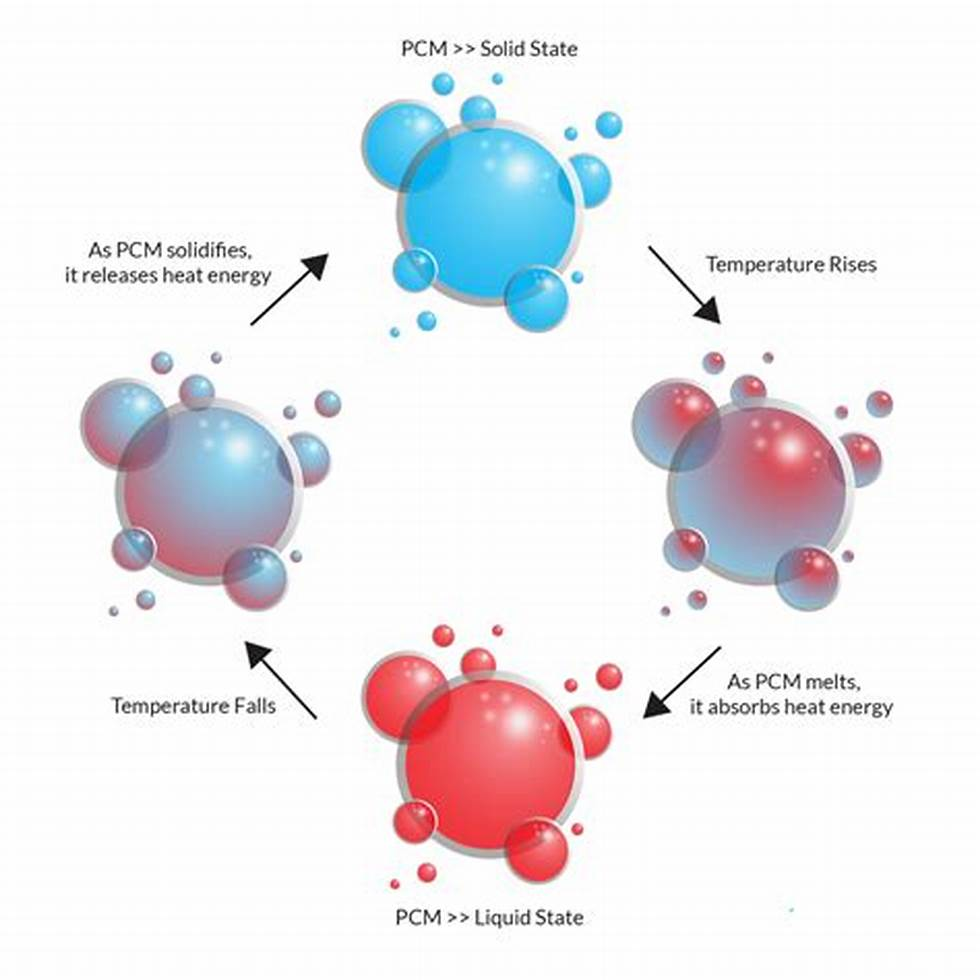 PCM >> Solid State
As PCM solidifies,
it releases heat energy
Temperature Rises
Temperature Falls
As PCM melts,
it absorbs heat energy
PCM >> Liquid State